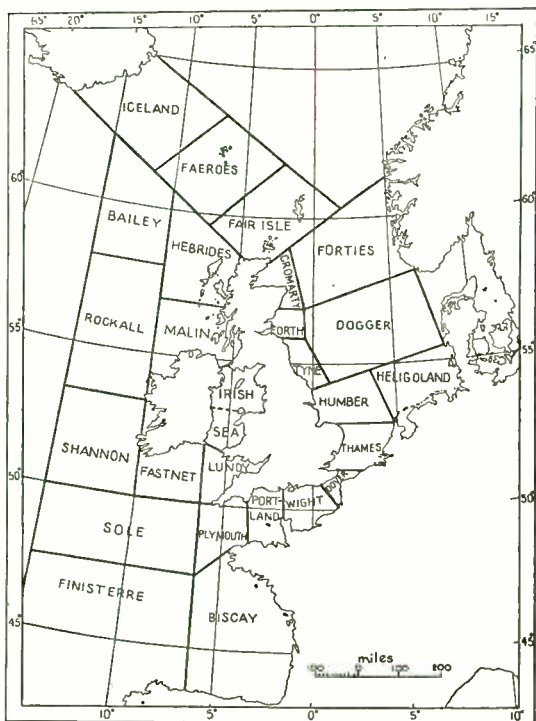 65° 20° 15° 10° 5° 0° 5° 10° 15°
65°
ICELAND
FAEROES
60°
60°
BAILEY
FAIR ISLE
HEBRIDES
FORTIES
CROMARTY
ROCKALL
MALIN
FORTH
DOGGER
55°
55°
TYNE
HELIGOLAND
IRISH
HUMBER
SEA
THAMES
SHANNON
FASTNET
LUNDY
50°
50°
DOVER
PORT-
LAND
WIGHT
SOLE
PLYMOUTH
FINISTERRE
BISCAY
45°
45°
miles
100 0 100 200
10° 5° 0° 5° 10°